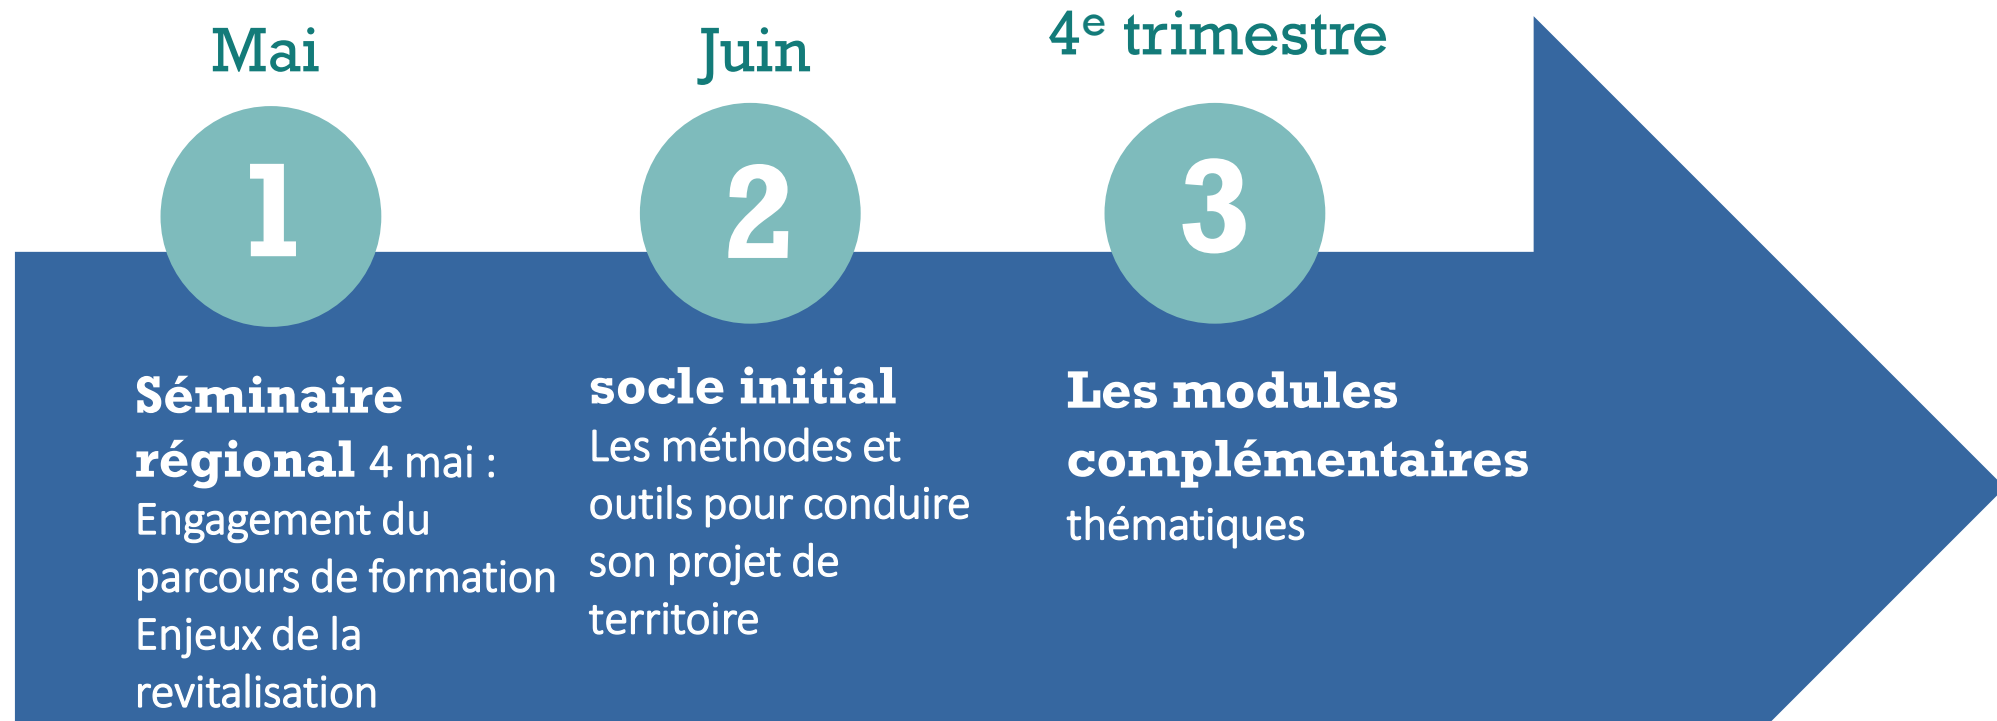 Mai
1
Séminaire
régional 4 mai :
Engagement du
parcours de formation
Enjeux de la
revitalisation
Juin
2
socle initial
Les méthodes et
outils pour conduire
son projet de
territoire
4e trimestre
3
Les modules
complémentaires
thématiques